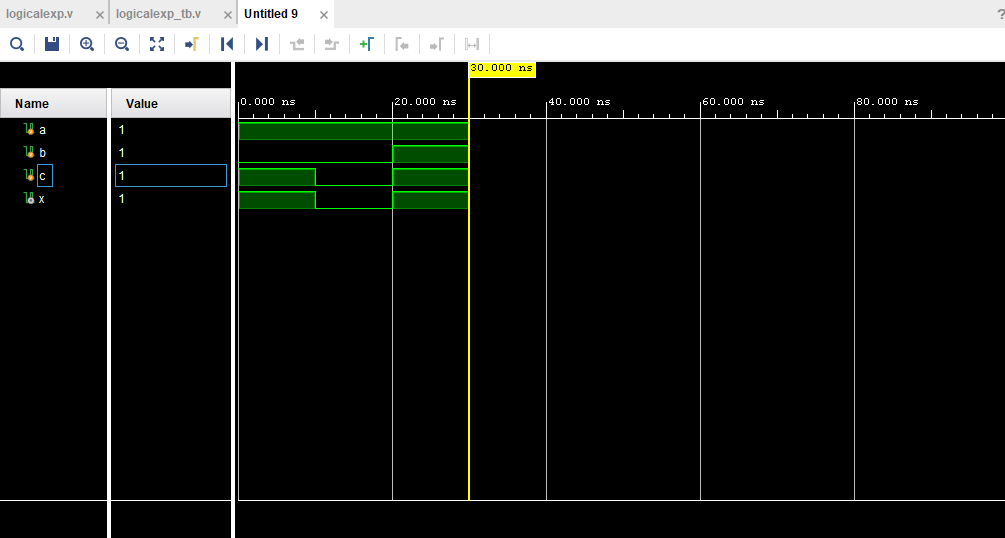 logicalexp.v × logicalexp_tb.v × Untitled 9 × ?
30.000 ns
Name Value 0.000 ns 20.000 ns 40.000 ns 60.000 ns 80.000 ns
a 1
b 1
c 1
x 1